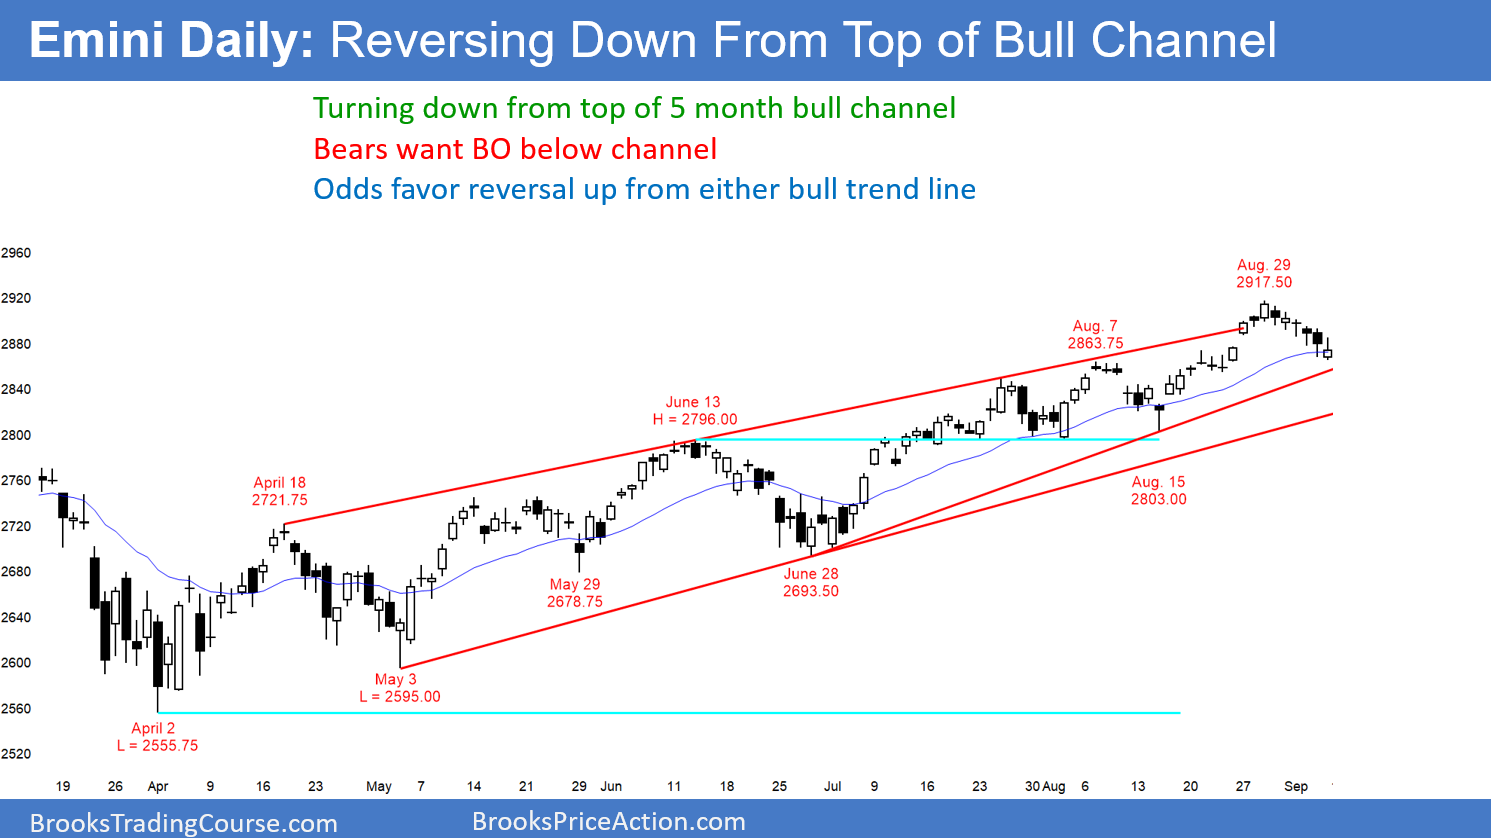 Emini Daily: Reversing Down From Top of Bull Channel
Turning down from top of 5 month bull channel
Bears want BO below channel
Odds favor reversal up from either bull trend line
2960
2920
2880
2840
2800
2760
2720
2680
2640
2600
2560
2520
Aug. 29
2917.50
Aug. 7
2863.75
June 13
H = 2796.00
April 18
2721.75
Aug. 15
2803.00
May 29
2678.75
June 28
2693.50
May 3
L = 2595.00
April 2
L = 2555.75
19 26 Apr 9 16 23 May 7 14 21 29 Jun 11 18 25 Jul 9 16 23 30 Aug 6 13 20 27 Sep
BrooksTradingCourse.com
BrooksPriceAction.com